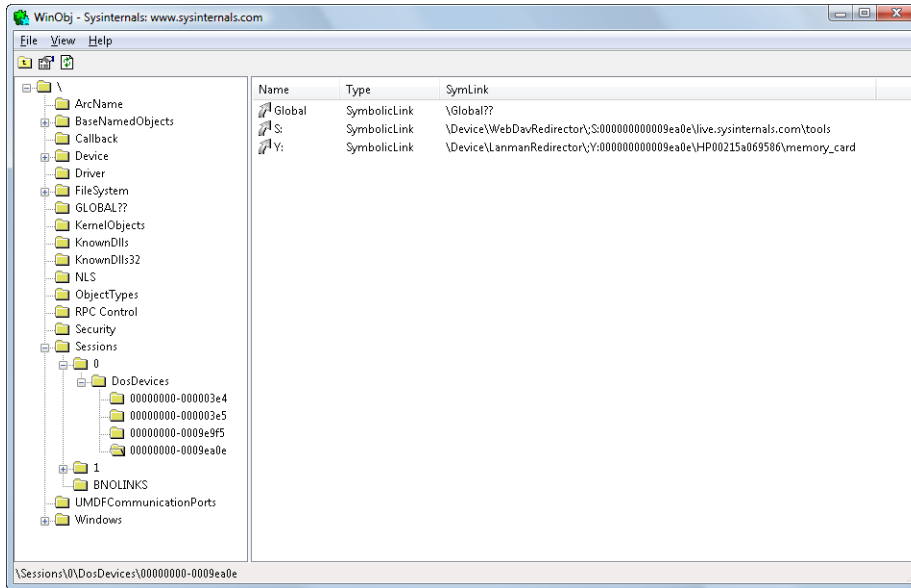 WinObj - Sysinternals: www.sysinternals.com
File View Help
\
ArcName
BaseNamedObjects
Callback
Device
Driver
FileSystem
GLOBAL??
KernelObjects
KnownDlls
KnownDlls32
NLS
ObjectTypes
RPC Control
Security
Sessions
0
DosDevices
00000000-000003e4
00000000-000003e5
00000000-0009e9f5
00000000-0009ea0e
1
BNOLINKS
UMDFCommunicationPorts
Windows
Name Type SymLink
Global SymbolicLink \Global??
S: SymbolicLink \Device\WebDavRedirector\;S:000000000009ea0e\live.sysinternals.com\tools
Y: SymbolicLink \Device\LanmanRedirector\;Y:000000000009ea0e\HP00215a069586\memory_card
\Sessions\0\DosDevices\00000000-0009ea0e